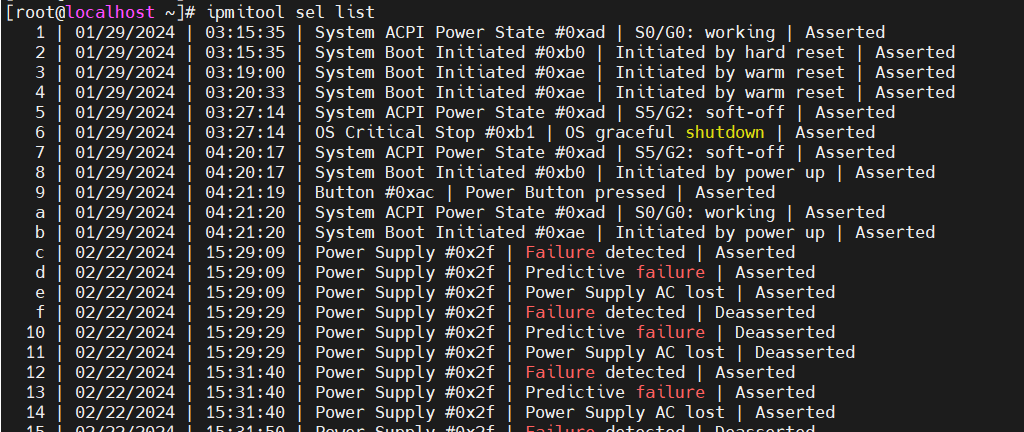 [root@localhost ~]# ipmitool sel list
1 | 01/29/2024 | 03:15:35 | System ACPI Power State #0xad | S0/G0: working | Asserted
2 | 01/29/2024 | 03:15:35 | System Boot Initiated #0xb0 | Initiated by hard reset | Asserted
3 | 01/29/2024 | 03:19:00 | System Boot Initiated #0xae | Initiated by warm reset | Asserted
4 | 01/29/2024 | 03:20:33 | System Boot Initiated #0xae | Initiated by warm reset | Asserted
5 | 01/29/2024 | 03:27:14 | System ACPI Power State #0xad | S5/G2: soft-off | Asserted
6 | 01/29/2024 | 03:27:14 | OS Critical Stop #0xb1 | OS graceful shutdown | Asserted
7 | 01/29/2024 | 04:20:17 | System ACPI Power State #0xad | S5/G2: soft-off | Asserted
8 | 01/29/2024 | 04:20:17 | System Boot Initiated #0xb0 | Initiated by power up | Asserted
9 | 01/29/2024 | 04:21:19 | Button #0xac | Power Button pressed | Asserted
a | 01/29/2024 | 04:21:20 | System ACPI Power State #0xad | S0/G0: working | Asserted
b | 01/29/2024 | 04:21:20 | System Boot Initiated #0xae | Initiated by power up | Asserted
c | 02/22/2024 | 15:29:09 | Power Supply #0x2f | Failure detected | Asserted
d | 02/22/2024 | 15:29:09 | Power Supply #0x2f | Predictive failure | Asserted
e | 02/22/2024 | 15:29:09 | Power Supply #0x2f | Power Supply AC lost | Asserted
f | 02/22/2024 | 15:29:29 | Power Supply #0x2f | Failure detected | Deasserted
10 | 02/22/2024 | 15:29:29 | Power Supply #0x2f | Predictive failure | Deasserted
11 | 02/22/2024 | 15:29:29 | Power Supply #0x2f | Power Supply AC lost | Deasserted
12 | 02/22/2024 | 15:31:40 | Power Supply #0x2f | Failure detected | Asserted
13 | 02/22/2024 | 15:31:40 | Power Supply #0x2f | Predictive failure | Asserted
14 | 02/22/2024 | 15:31:40 | Power Supply #0x2f | Power Supply AC lost | Asserted
15 | 02/22/2024 | 15:31:50 | Power Supply #0x2f | Failure detected | Deasserted